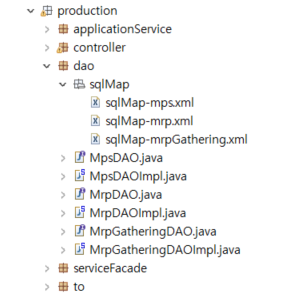 production
applicationService
controller
dao
sqlMap
sqlMap-mps.xml
sqlMap-mrp.xml
sqlMap-mrpGathering.xml
MpsDAO.java
MpsDAOImpl.java
MrpDAO.java
MrpDAOImpl.java
MrpGatheringDAO.java
MrpGatheringDAOImpl.java
serviceFacade
to